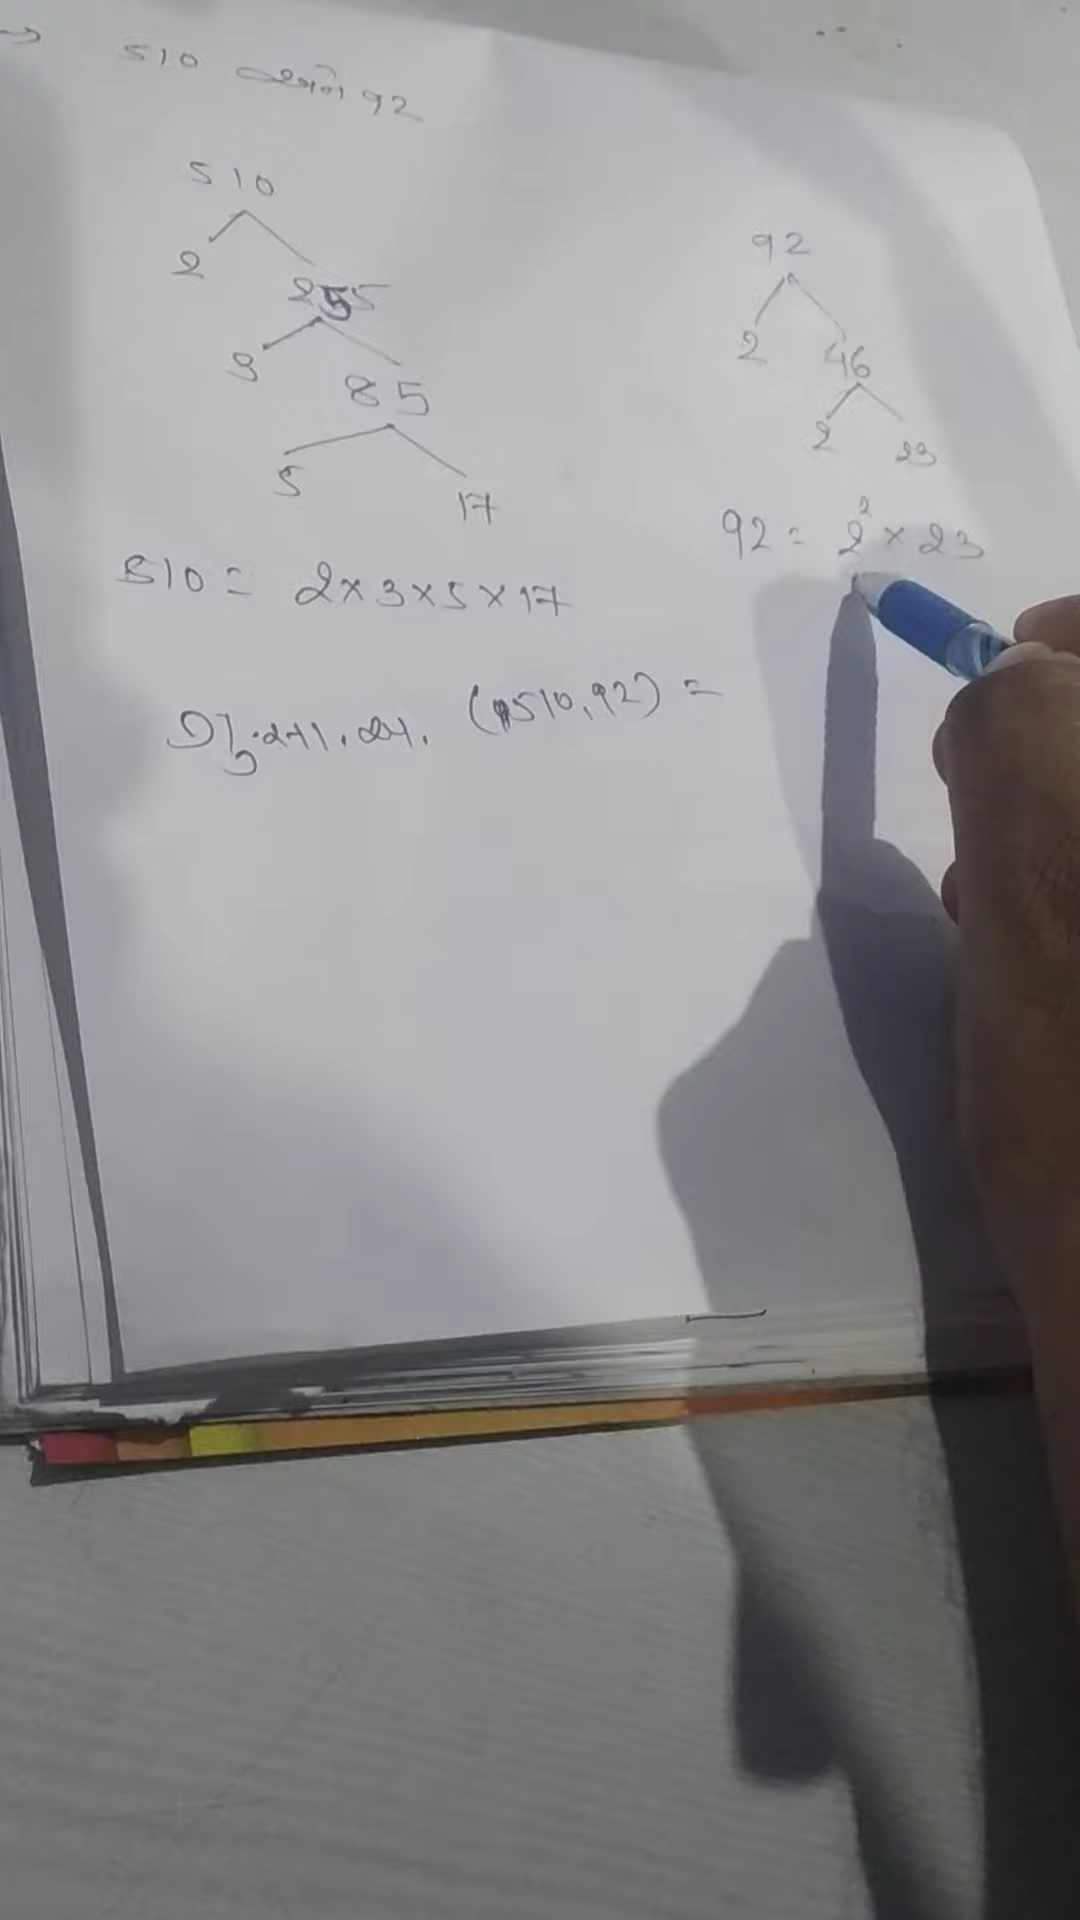 → 510 અને 92
510
2 255
3 85
5 17
510 = 2 × 3 × 5 × 17
92
2 46
2 23
92 = 2² × 23
ગુ.સા.અ. (510, 92) =